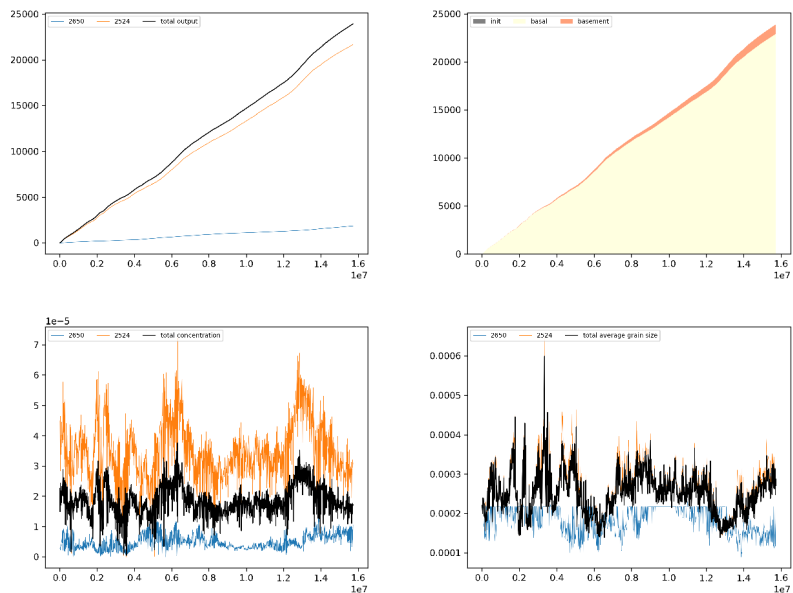 2650 2524 total output
25000
20000
15000
10000
5000
0
0.0 0.2 0.4 0.6 0.8 1.0 1.2 1.4 1.6
1e7
init basal basement
25000
20000
15000
10000
5000
0
0.0 0.2 0.4 0.6 0.8 1.0 1.2 1.4 1.6
1e7
1e−5
2650 2524 total concentration
7
6
5
4
3
2
1
0
0.0 0.2 0.4 0.6 0.8 1.0 1.2 1.4 1.6
1e7
2650 2524 total average grain size
0.0006
0.0005
0.0004
0.0003
0.0002
0.0001
0.0 0.2 0.4 0.6 0.8 1.0 1.2 1.4 1.6
1e7